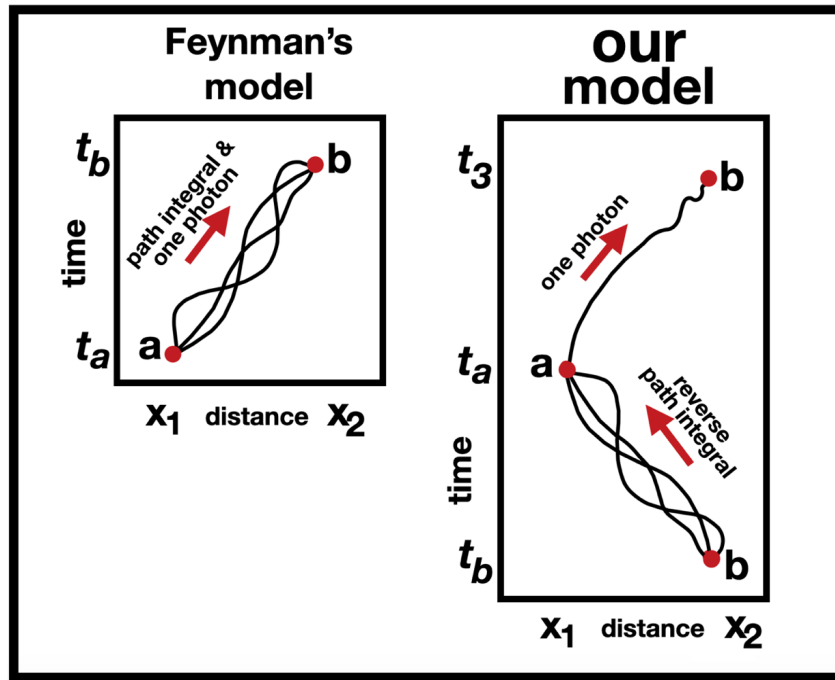 Feynman's
model
t_b
b
path integral &
one photon
time
t_a
a
x_1 distance x_2
our
model
t_3
b
one photon
t_a
a
reverse
path integral
time
t_b
b
x_1 distance x_2